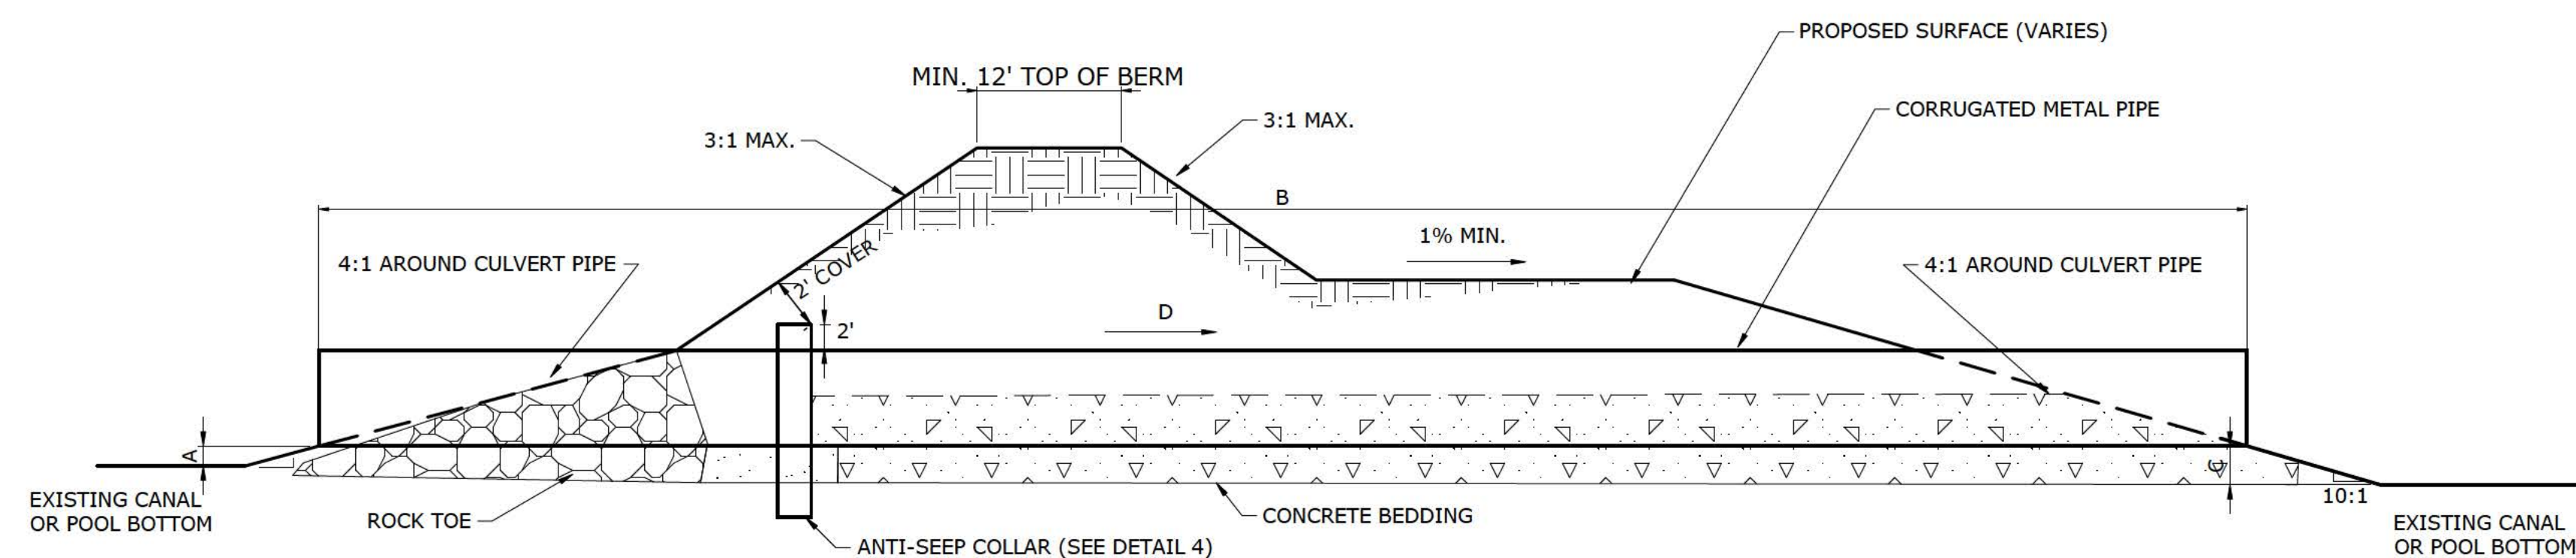 PROPOSED SURFACE (VARIES)
MIN. 12' TOP OF BERM
CORRUGATED METAL PIPE
3:1 MAX.
3:1 MAX.
B
1% MIN.
2' COVER
4:1 AROUND CULVERT PIPE
4:1 AROUND CULVERT PIPE
D
2'
A
C
10:1
EXISTING CANAL
OR POOL BOTTOM
ROCK TOE
CONCRETE BEDDING
EXISTING CANAL
OR POOL BOTTOM
ANTI-SEEP COLLAR (SEE DETAIL 4)